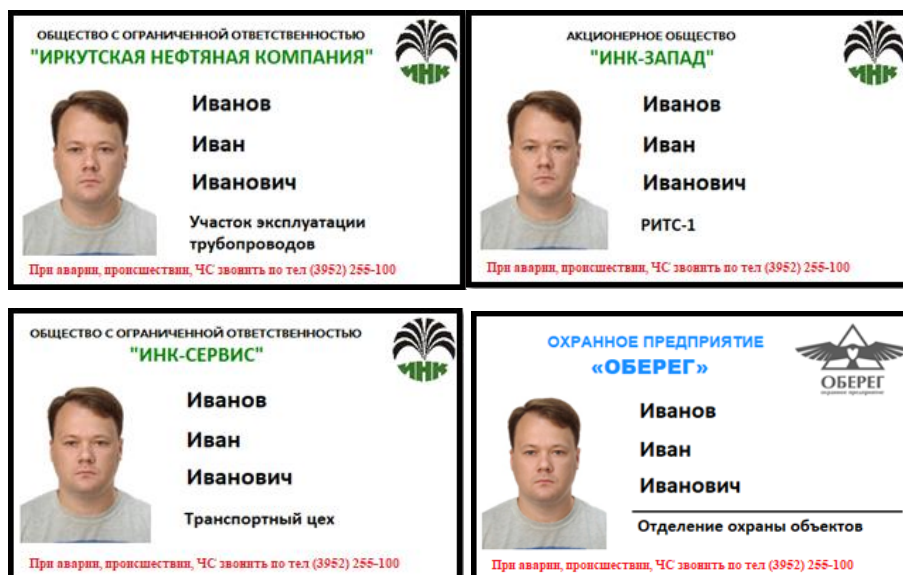 ОБЩЕСТВО С ОГРАНИЧЕННОЙ ОТВЕТСТВЕННОСТЬЮ
"ИРКУТСКАЯ НЕФТЯНАЯ КОМПАНИЯ"
ИНК
Иванов
Иван
Иванович
Участок эксплуатации
трубопроводов
При аварии, происшествии, ЧС звонить по тел (3952) 255-100
АКЦИОНЕРНОЕ ОБЩЕСТВО
"ИНК-ЗАПАД"
ИНК
Иванов
Иван
Иванович
РИТС-1
При аварии, происшествии, ЧС звонить по тел (3952) 255-100
ОБЩЕСТВО С ОГРАНИЧЕННОЙ ОТВЕТСТВЕННОСТЬЮ
"ИНК-СЕРВИС"
ИНК
Иванов
Иван
Иванович
Транспортный цех
При аварии, происшествии, ЧС звонить по тел (3952) 255-100
ОХРАННОЕ ПРЕДПРИЯТИЕ
«ОБЕРЕГ»
ОБЕРЕГ
охранное предприятие
Иванов
Иван
Иванович
Отделение охраны объектов
При аварии, происшествии, ЧС звонить по тел (3952) 255-100